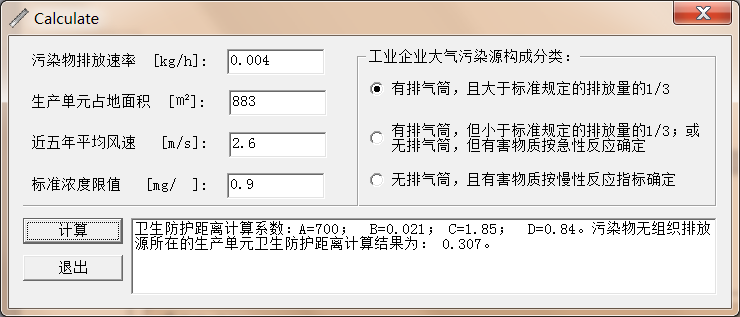 Calculate
污染物排放速率 [kg/h]: 0.004
生产单元占地面积 [m²]: 883
近五年平均风速 [m/s]: 2.6
标准浓度限值 [mg/ ]: 0.9
工业企业大气污染源构成分类:
有排气筒，且大于标准规定的排放量的1/3
有排气筒，但小于标准规定的排放量的1/3；或
无排气筒，但有害物质按急性反应确定
无排气筒，且有害物质按慢性反应指标确定
计算
退出
卫生防护距离计算系数：A=700； B=0.021； C=1.85； D=0.84。污染物无组织排放
源所在的生产单元卫生防护距离计算结果为： 0.307。